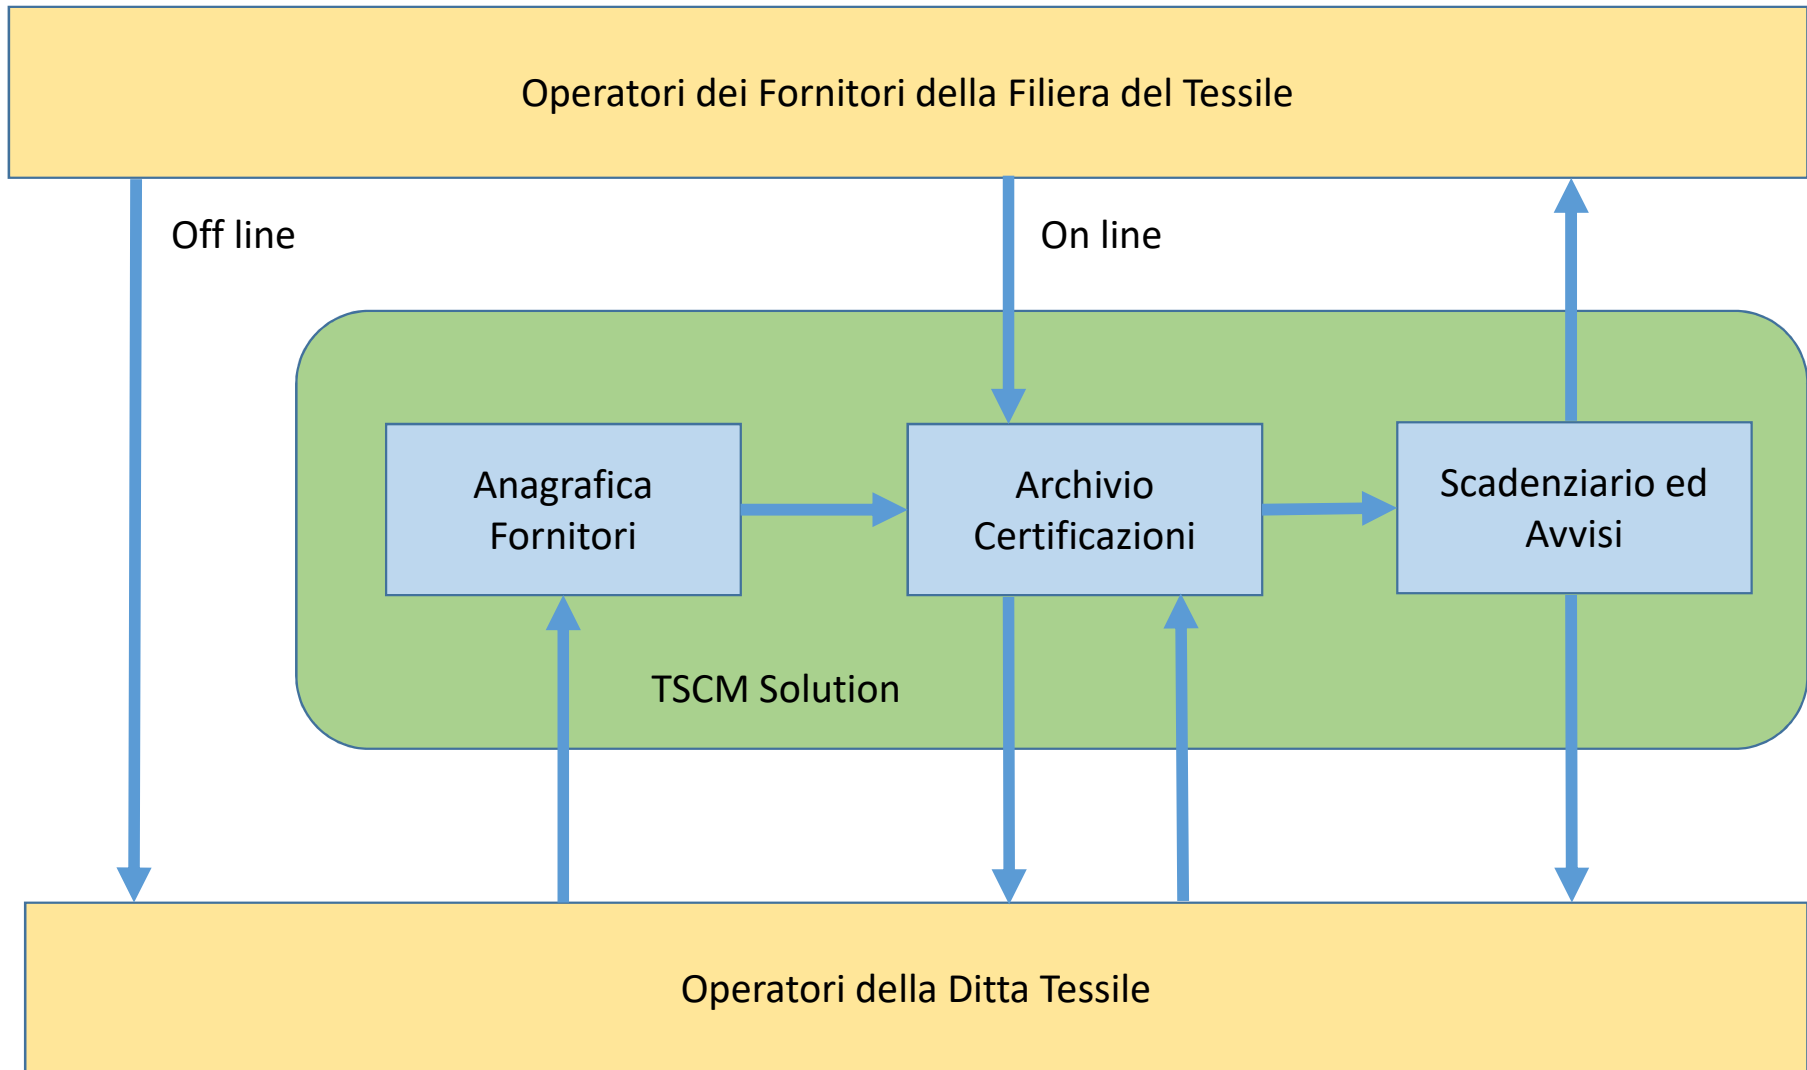 Operatori dei Fornitori della Filiera del Tessile
Off line
On line
Anagrafica
Fornitori
Archivio
Certificazioni
Scadenziario ed
Avvisi
TSCM Solution
Operatori della Ditta Tessile